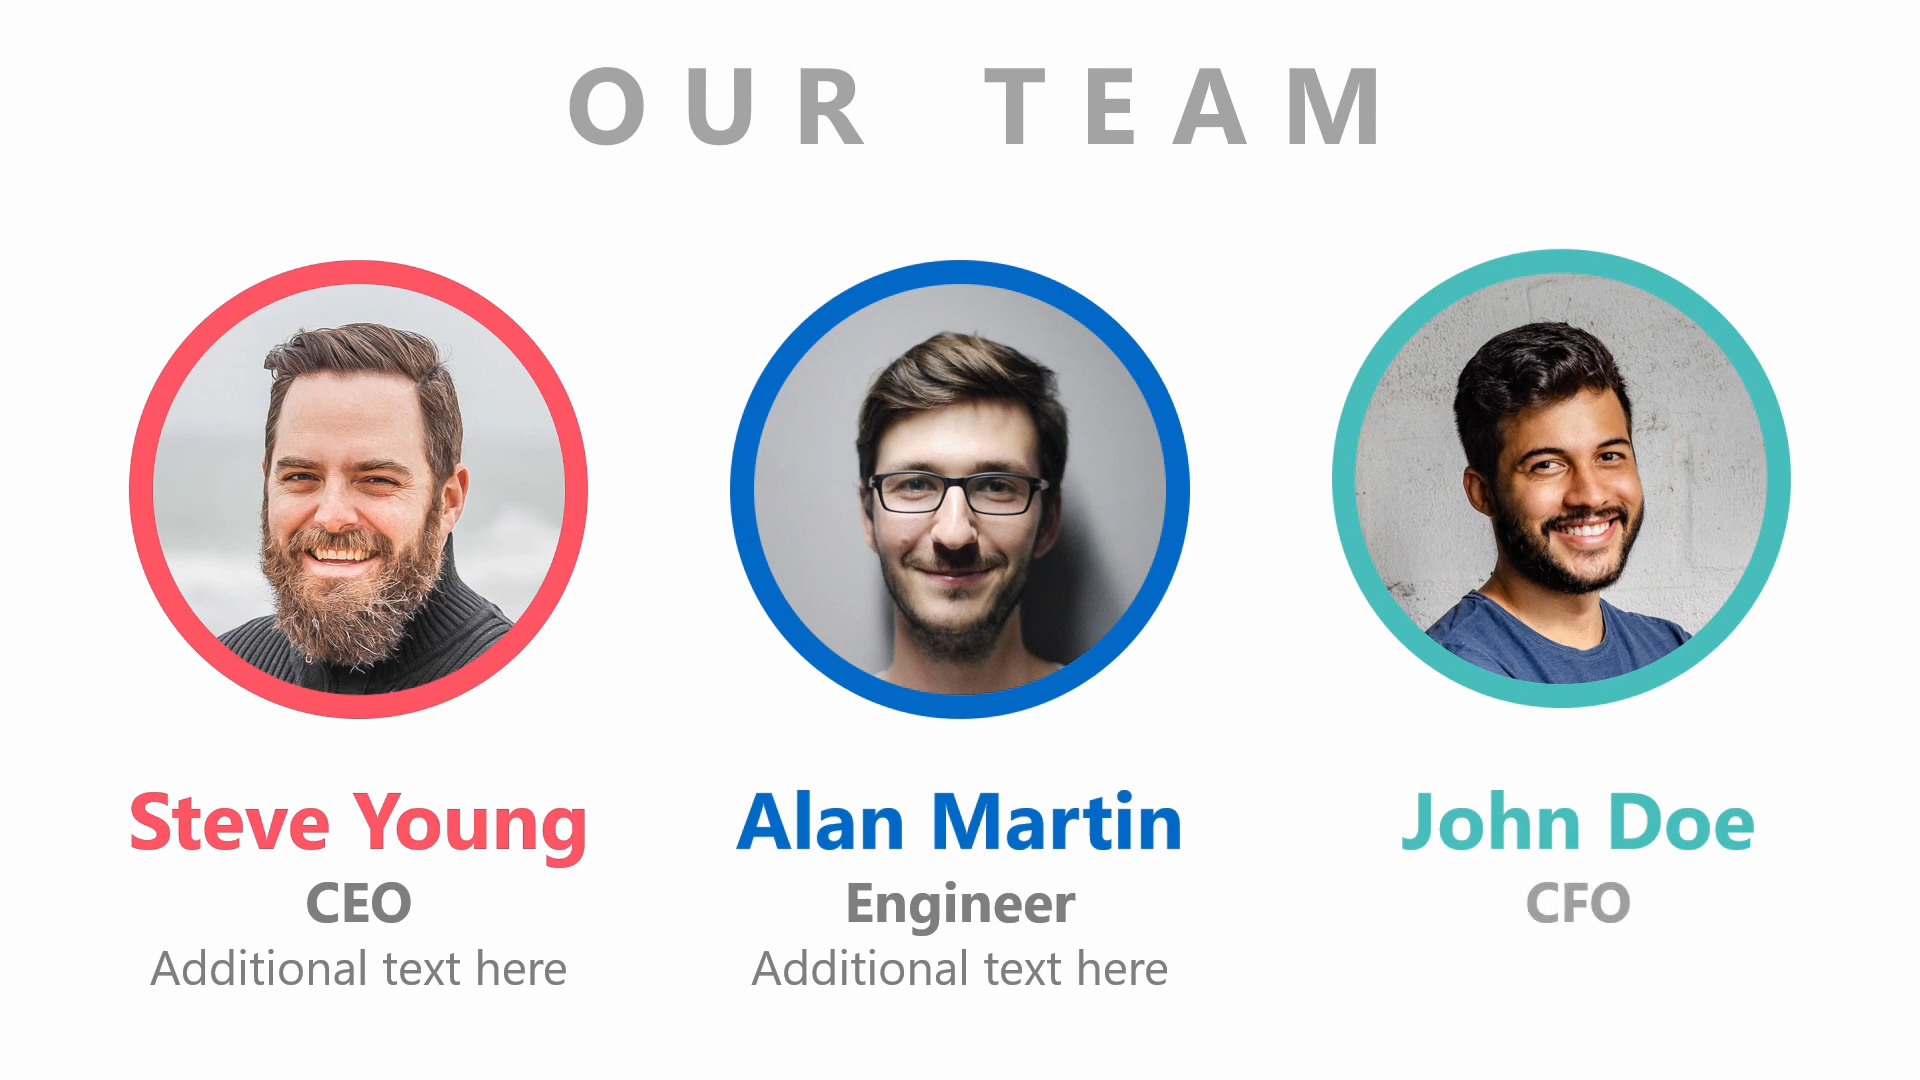 OUR TEAM
Steve Young
CEO
Additional text here
Alan Martin
Engineer
Additional text here
John Doe
CFO